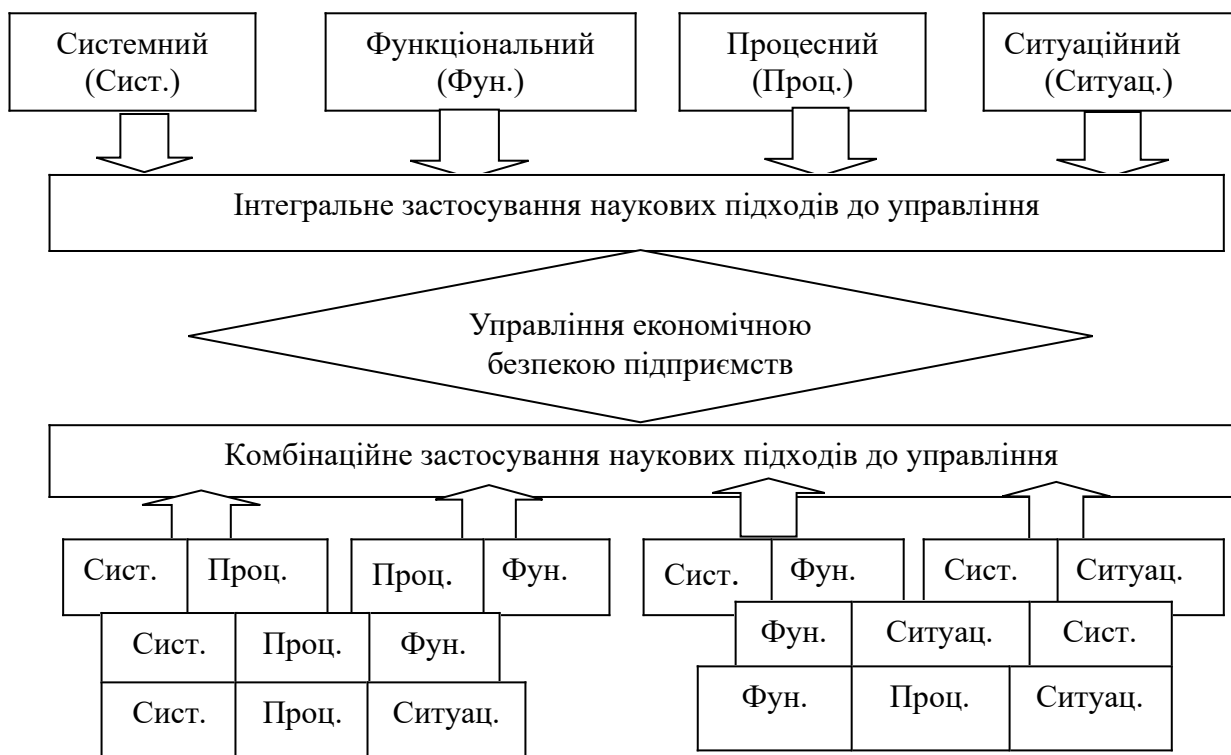 Системний
(Сист.)
Функціональний
(Фун.)
Процесний
(Проц.)
Ситуаційний
(Ситуац.)
Інтегральне застосування наукових підходів до управління
Управління економічною
безпекою підприємств
Комбінаційне застосування наукових підходів до управління
Сист. Проц.
Проц. Фун.
Сист. Фун.
Сист. Ситуац.
Сист. Проц. Фун.
Фун. Ситуац. Сист.
Сист. Проц. Ситуац.
Фун. Проц. Ситуац.